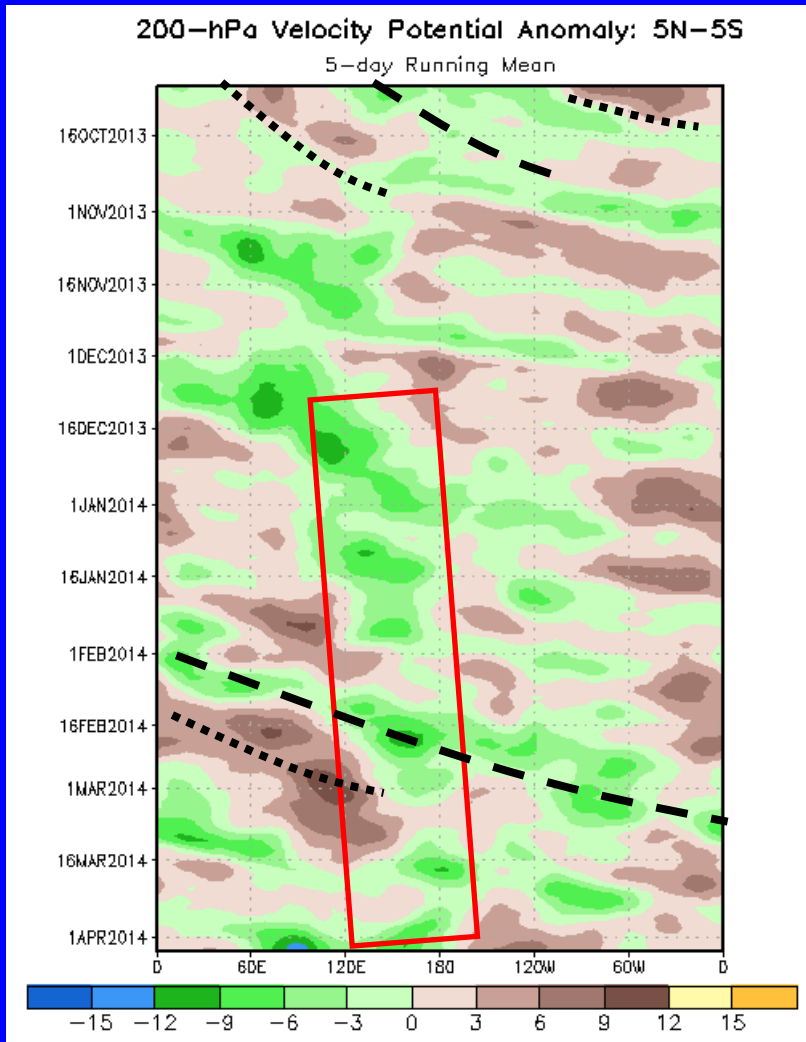 200-hPa Velocity Potential Anomaly: 5N-5S
5-day Running Mean
16OCT2013
1NOV2013
16NOV2013
1DEC2013
16DEC2013
1JAN2014
16JAN2014
1FEB2014
16FEB2014
1MAR2014
16MAR2014
1APR2014
0 60E 120E 180 120W 60W 0
-15 -12 -9 -6 -3 0 3 6 9 12 15